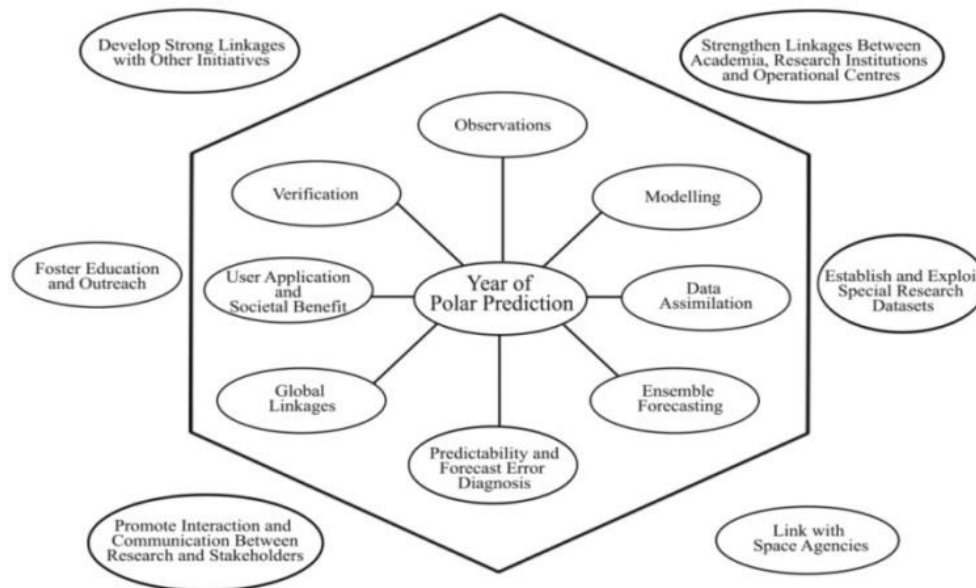 Develop Strong Linkages
with Other Initiatives
Strengthen Linkages Between
Academia, Research Institutions
and Operational Centres
Observations
Verification
Modelling
Foster Education
and Outreach
User Application
and
Societal Benefit
Year of
Polar Prediction
Data
Assimilation
Establish and Exploit
Special Research
Datasets
Global
Linkages
Ensemble
Forecasting
Predictability and
Forecast Error
Diagnosis
Promote Interaction and
Communication Between
Research and Stakeholders
Link with
Space Agencies